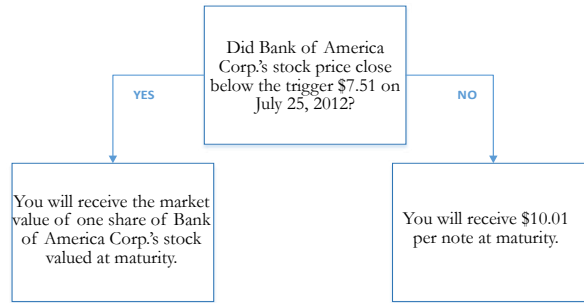 Did Bank of America
Corp.'s stock price close
below the trigger $7.51 on
July 25, 2012?
YES
NO
You will receive the market
value of one share of Bank
of America Corp.'s stock
valued at maturity.
You will receive $10.01
per note at maturity.